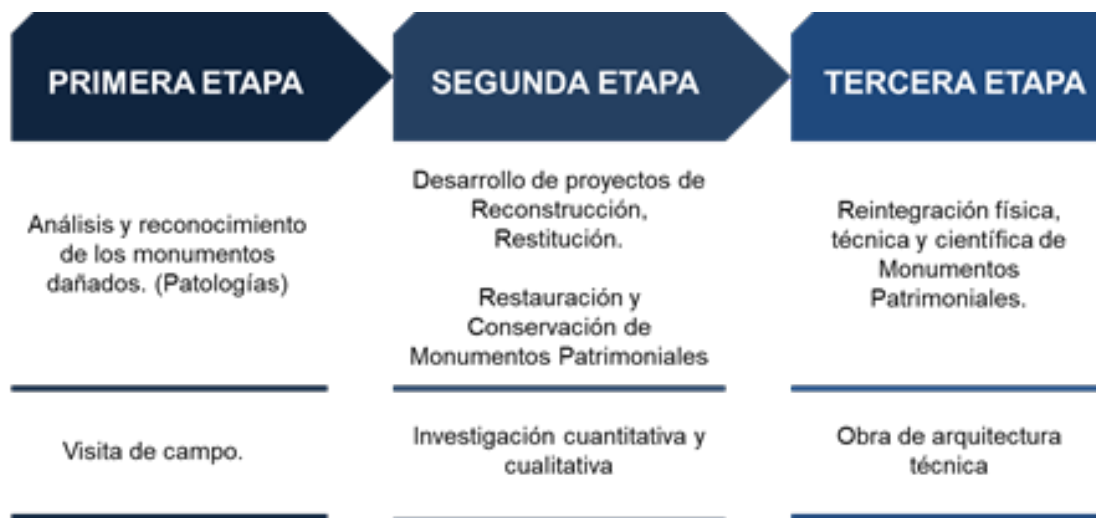 PRIMERA ETAPA
Análisis y reconocimiento
de los monumentos
dañados. (Patologías)
Visita de campo.
SEGUNDA ETAPA
Desarrollo de proyectos de
Reconstrucción,
Restitución.
Restauración y
Conservación de
Monumentos Patrimoniales
Investigación cuantitativa y
cualitativa
TERCERA ETAPA
Reintegración física,
técnica y científica de
Monumentos
Patrimoniales.
Obra de arquitectura
técnica